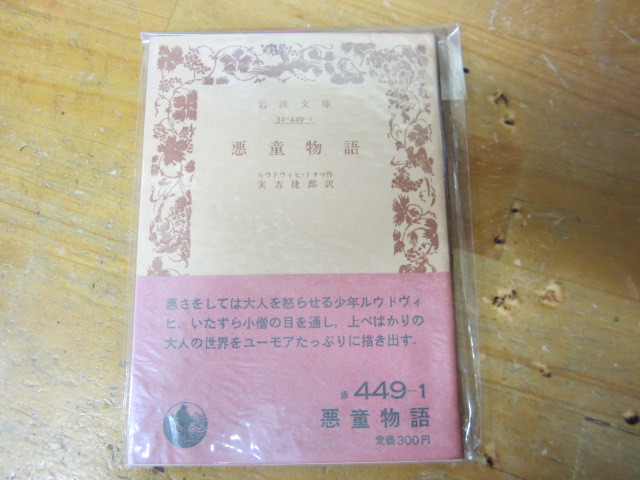 岩波文庫
32-449-1
悪童物語
ルウドウィヒ・トオマ作
実吉捷郎訳
悪さをしては大人を怒らせる少年ルウドヴィ
ヒ．いたずら小僧の目を通し，上べばかりの
大人の世界をユーモアたっぷりに描き出す．
赤 449-1
悪童物語
定価300円